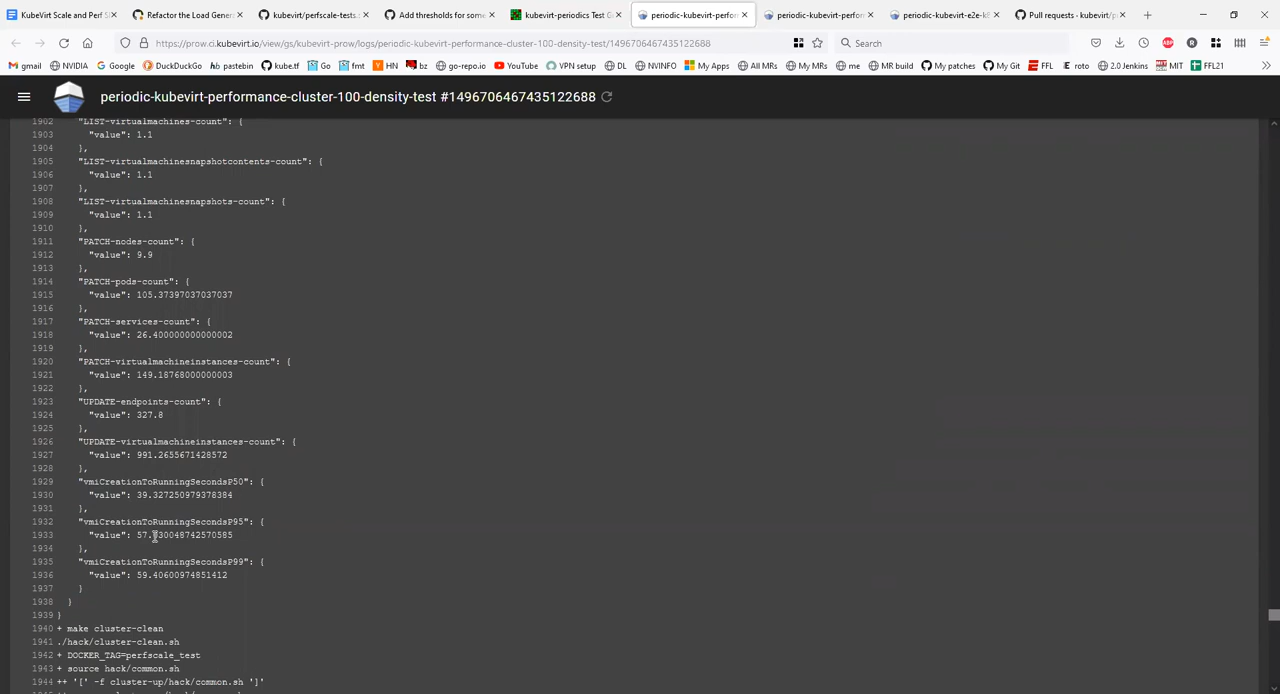 KubeVirt Scale and Perf SI
Refactor the Load Genera
kubevirt/perfscale-tests:
Add thresholds for some
kubevirt-periodics Test G
periodic-kubevirt-perform
periodic-kubevirt-perform
periodic-kubevirt-e2e-k8
Pull requests · kubevirt/p
https://prow.ci.kubevirt.io/view/gs/kubevirt-prow/logs/periodic-kubevirt-performance-cluster-100-density-test/1496706467435122688
Search
gmail NVIDIA Google DuckDuckGo pastebin kube.tf Go fmt HN bz go-repo.io YouTube VPN setup DL NVINFO My Apps All MRs My MRs me MR build My patches My Git FFL roto 2.0 Jenkins MIT FFL21
periodic-kubevirt-performance-cluster-100-density-test #1496706467435122688
1902 "LIST-virtualmachines-count": {
1903 "value": 1.1
1904 },
1905 "LIST-virtualmachinesnapshotcontents-count": {
1906 "value": 1.1
1907 },
1908 "LIST-virtualmachinesnapshots-count": {
1909 "value": 1.1
1910 },
1911 "PATCH-nodes-count": {
1912 "value": 9.9
1913 },
1914 "PATCH-pods-count": {
1915 "value": 105.37397037037037
1916 },
1917 "PATCH-services-count": {
1918 "value": 26.400000000000002
1919 },
1920 "PATCH-virtualmachineinstances-count": {
1921 "value": 149.18768000000003
1922 },
1923 "UPDATE-endpoints-count": {
1924 "value": 327.8
1925 },
1926 "UPDATE-virtualmachineinstances-count": {
1927 "value": 991.2655671428572
1928 },
1929 "vmiCreationToRunningSecondsP50": {
1930 "value": 39.327250979378384
1931 },
1932 "vmiCreationToRunningSecondsP95": {
1933 "value":
1934 },
1935 "vmiCreationToRunningSecondsP99": {
1936 "value": 59.40600974851412
1937 }
1938 }
1939 }
1940 + make cluster-clean
1941 ./hack/cluster-clean.sh
1942 + DOCKER_TAG=perfscale_test
1943 + source hack/common.sh
1944 ++ '[' -f cluster-up/hack/common.sh ']'